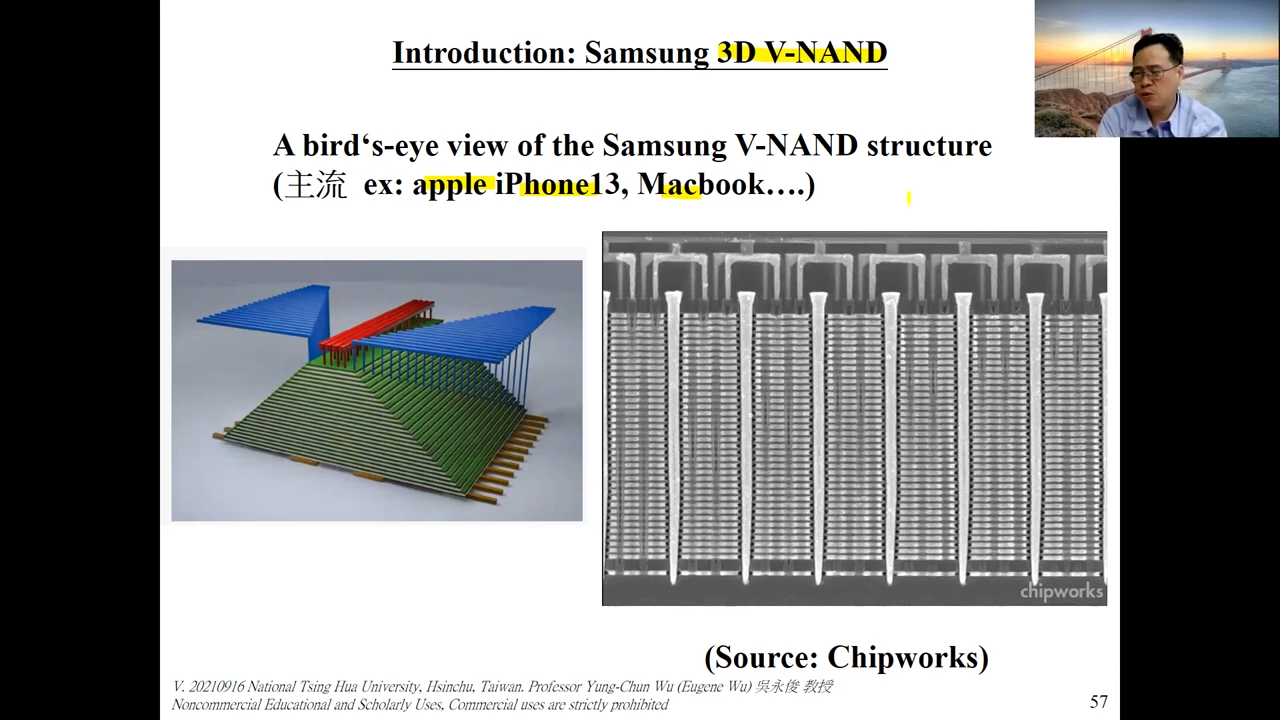 Introduction: Samsung 3D V-NAND
A bird‘s-eye view of the Samsung V-NAND structure
(主流 ex: apple iPhone13, Macbook….)
chipworks
(Source: Chipworks)
V. 20210916 National Tsing Hua University, Hsinchu, Taiwan. Professor Yung-Chun Wu (Eugene Wu) 吳永俊 教授
Noncommercial Educational and Scholarly Uses, Commercial uses are strictly prohibited
57